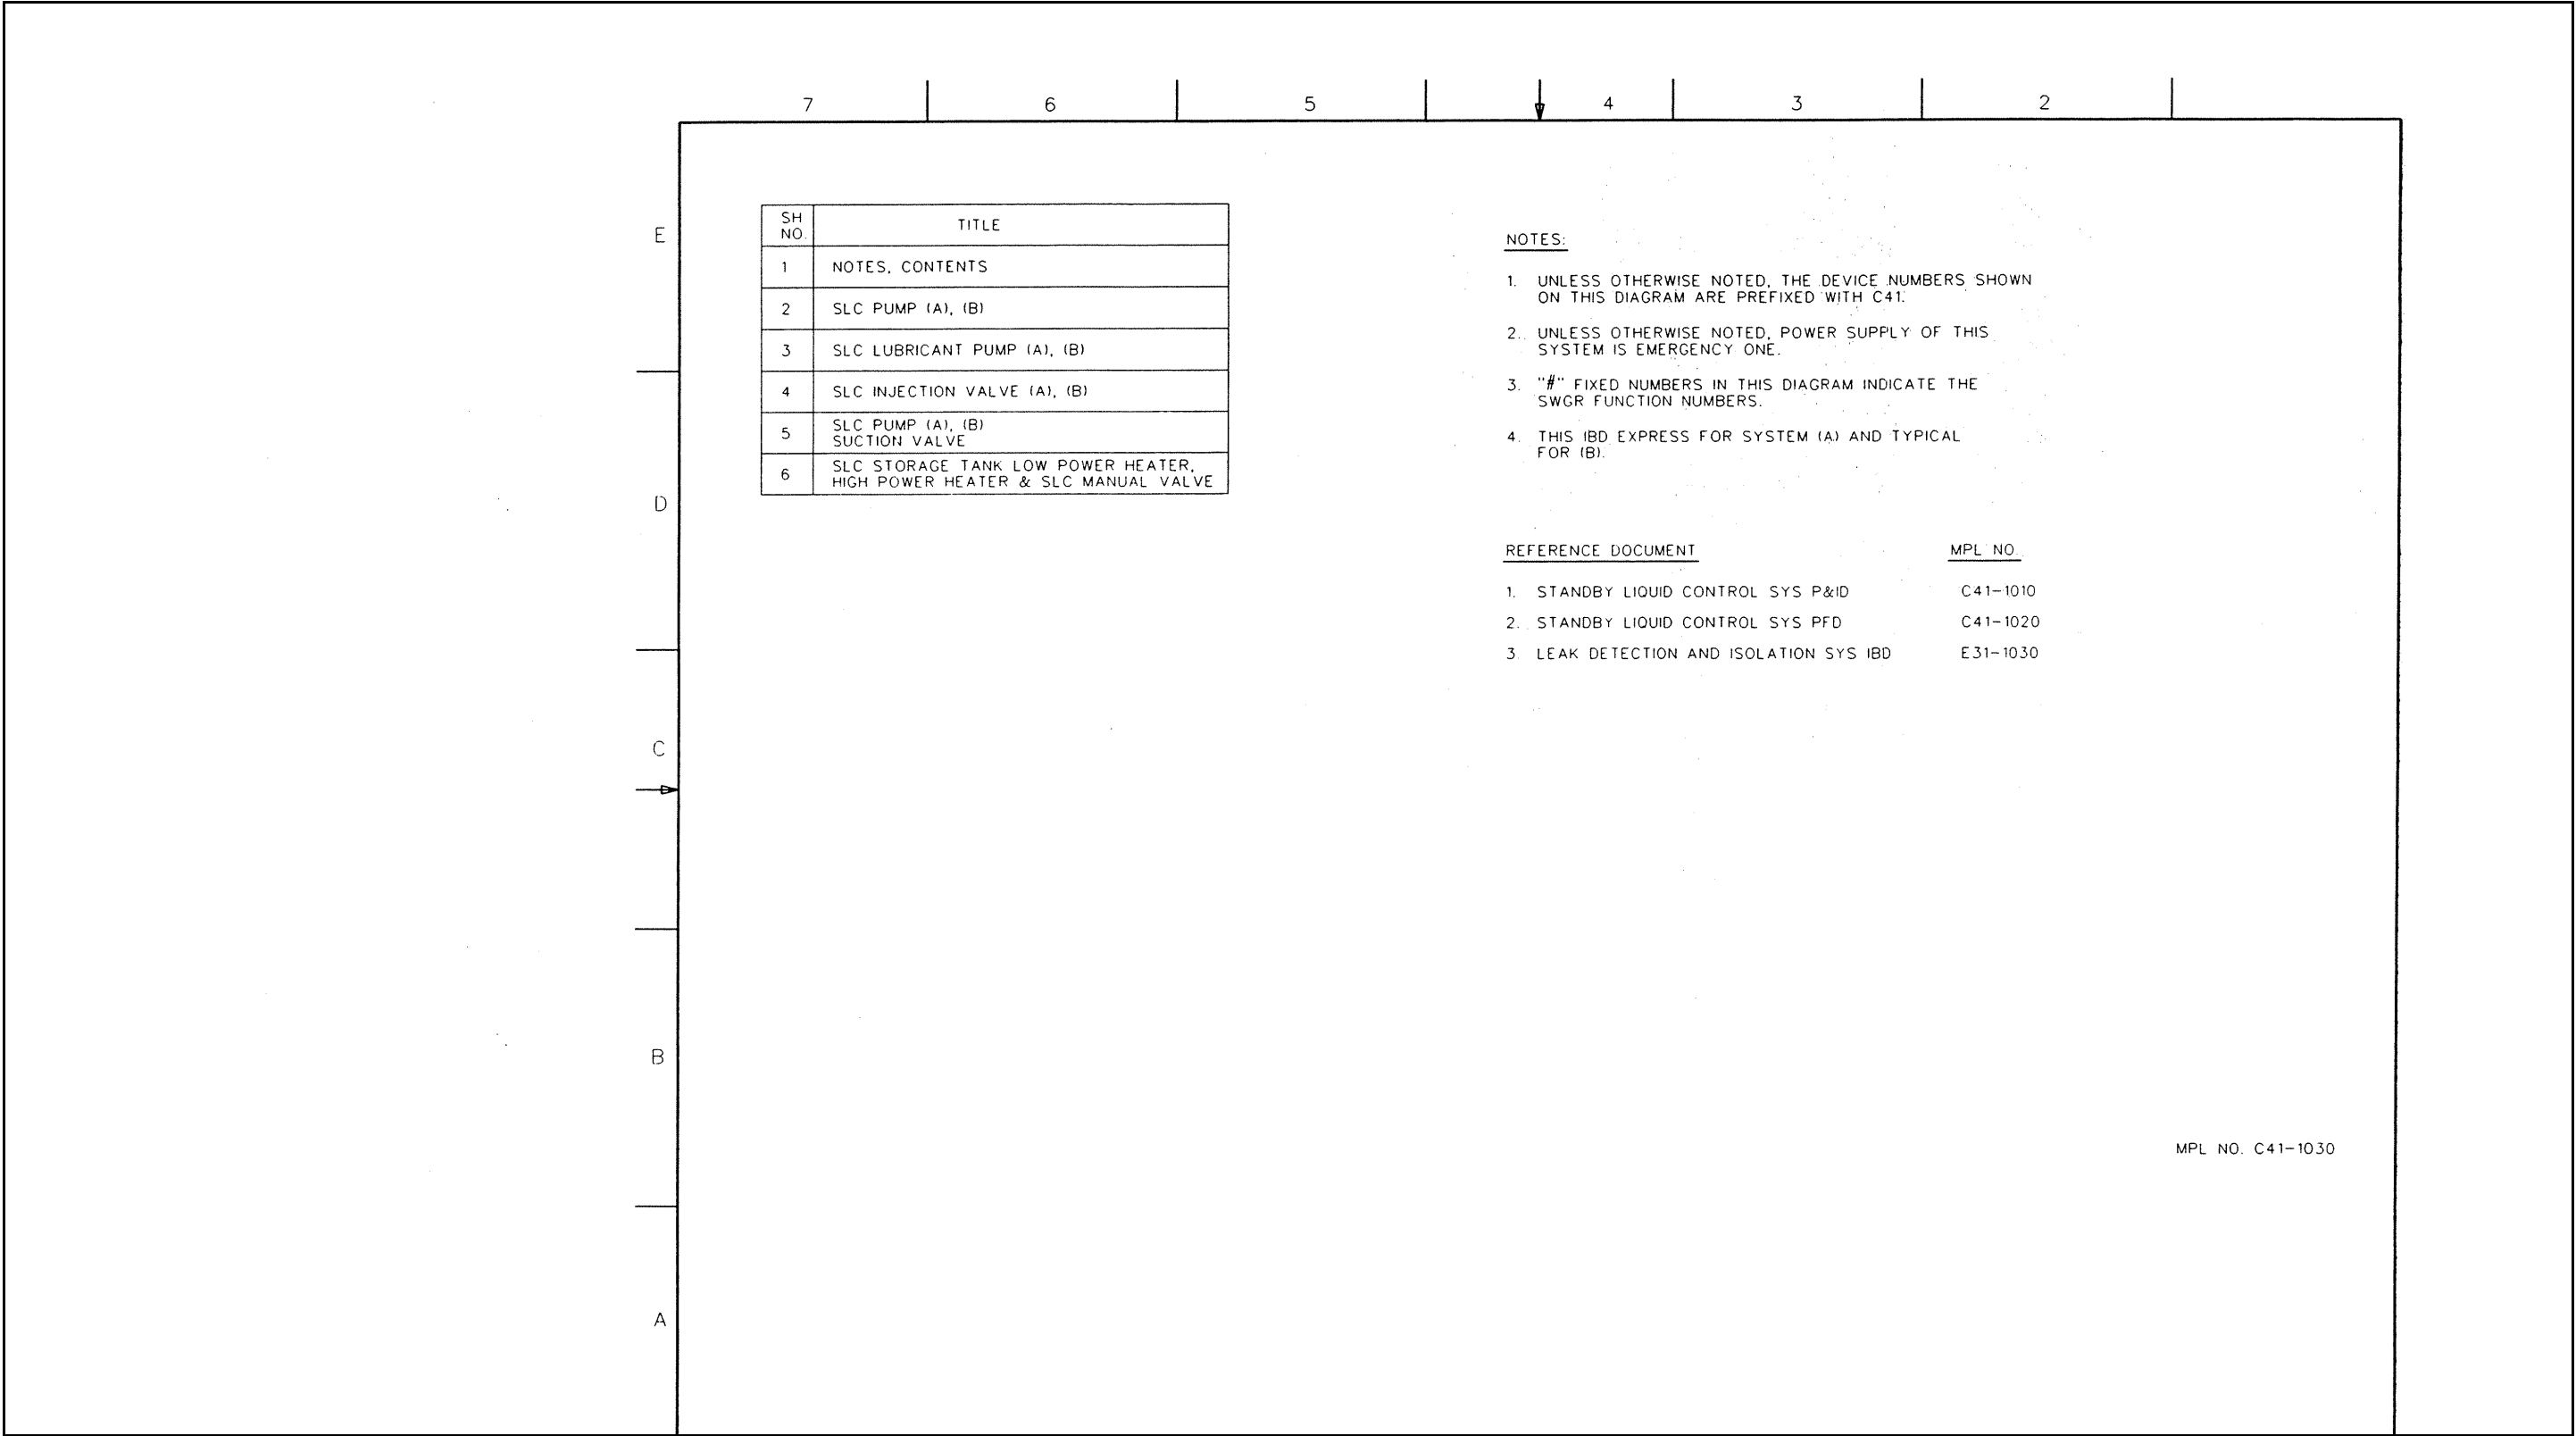 7 6 5 4 3 2
E
D
C
B
A
SH NO. TITLE
1 NOTES, CONTENTS
2 SLC PUMP (A), (B)
3 SLC LUBRICANT PUMP (A), (B)
4 SLC INJECTION VALVE (A), (B)
5 SLC PUMP (A), (B)
SUCTION VALVE
6 SLC STORAGE TANK LOW POWER HEATER,
HIGH POWER HEATER & SLC MANUAL VALVE
NOTES:
1. UNLESS OTHERWISE NOTED, THE DEVICE NUMBERS SHOWN
ON THIS DIAGRAM ARE PREFIXED WITH C41.
2. UNLESS OTHERWISE NOTED, POWER SUPPLY OF THIS
SYSTEM IS EMERGENCY ONE.
3. "#" FIXED NUMBERS IN THIS DIAGRAM INDICATE THE
SWGR FUNCTION NUMBERS.
4. THIS IBD EXPRESS FOR SYSTEM (A) AND TYPICAL
FOR (B).
REFERENCE DOCUMENT MPL NO.
1. STANDBY LIQUID CONTROL SYS P&ID C41-1010
2. STANDBY LIQUID CONTROL SYS PFD C41-1020
3. LEAK DETECTION AND ISOLATION SYS IBD E31-1030
MPL NO. C41-1030